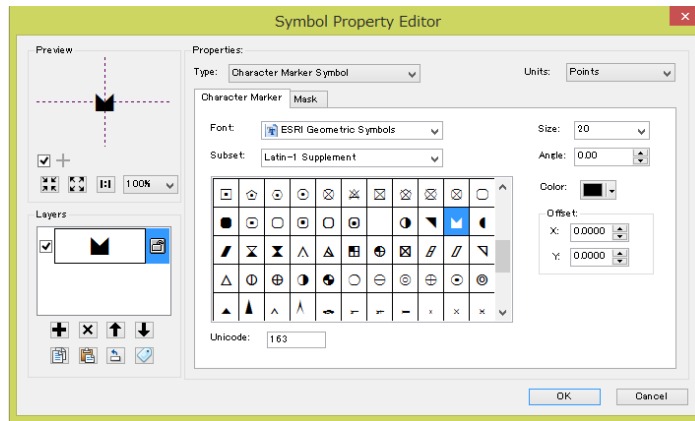 Symbol Property Editor
Preview
Properties:
Type: Character Marker Symbol
Units: Points
Character Marker Mask
Font: ESRI Geometric Symbols
Size: 20
Subset: Latin-1 Supplement
Angle: 0.00
1:1 100%
Color:
Layers
Offset:
X: 0.0000
Y: 0.0000
Unicode: 163
OK Cancel